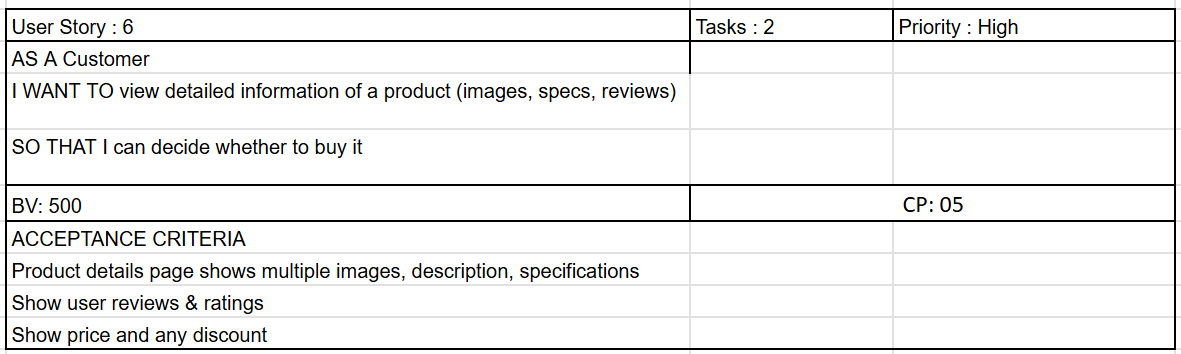 User Story : 6 Tasks : 2 Priority : High
AS A Customer
I WANT TO view detailed information of a product (images, specs, reviews)
SO THAT I can decide whether to buy it
BV: 500 CP: 05
ACCEPTANCE CRITERIA
Product details page shows multiple images, description, specifications
Show user reviews & ratings
Show price and any discount